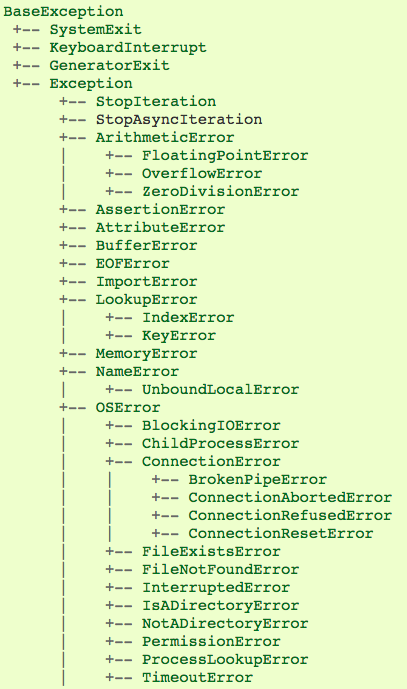 BaseException
 +-- SystemExit
 +-- KeyboardInterrupt
 +-- GeneratorExit
 +-- Exception
      +-- StopIteration
      +-- StopAsyncIteration
      +-- ArithmeticError
      |    +-- FloatingPointError
      |    +-- OverflowError
      |    +-- ZeroDivisionError
      +-- AssertionError
      +-- AttributeError
      +-- BufferError
      +-- EOFError
      +-- ImportError
      +-- LookupError
      |    +-- IndexError
      |    +-- KeyError
      +-- MemoryError
      +-- NameError
      |    +-- UnboundLocalError
      +-- OSError
      |    +-- BlockingIOError
      |    +-- ChildProcessError
      |    +-- ConnectionError
      |    |    +-- BrokenPipeError
      |    |    +-- ConnectionAbortedError
      |    |    +-- ConnectionRefusedError
      |    |    +-- ConnectionResetError
      |    +-- FileExistsError
      |    +-- FileNotFoundError
      |    +-- InterruptedError
      |    +-- IsADirectoryError
      |    +-- NotADirectoryError
      |    +-- PermissionError
      |    +-- ProcessLookupError
      |    +-- TimeoutError